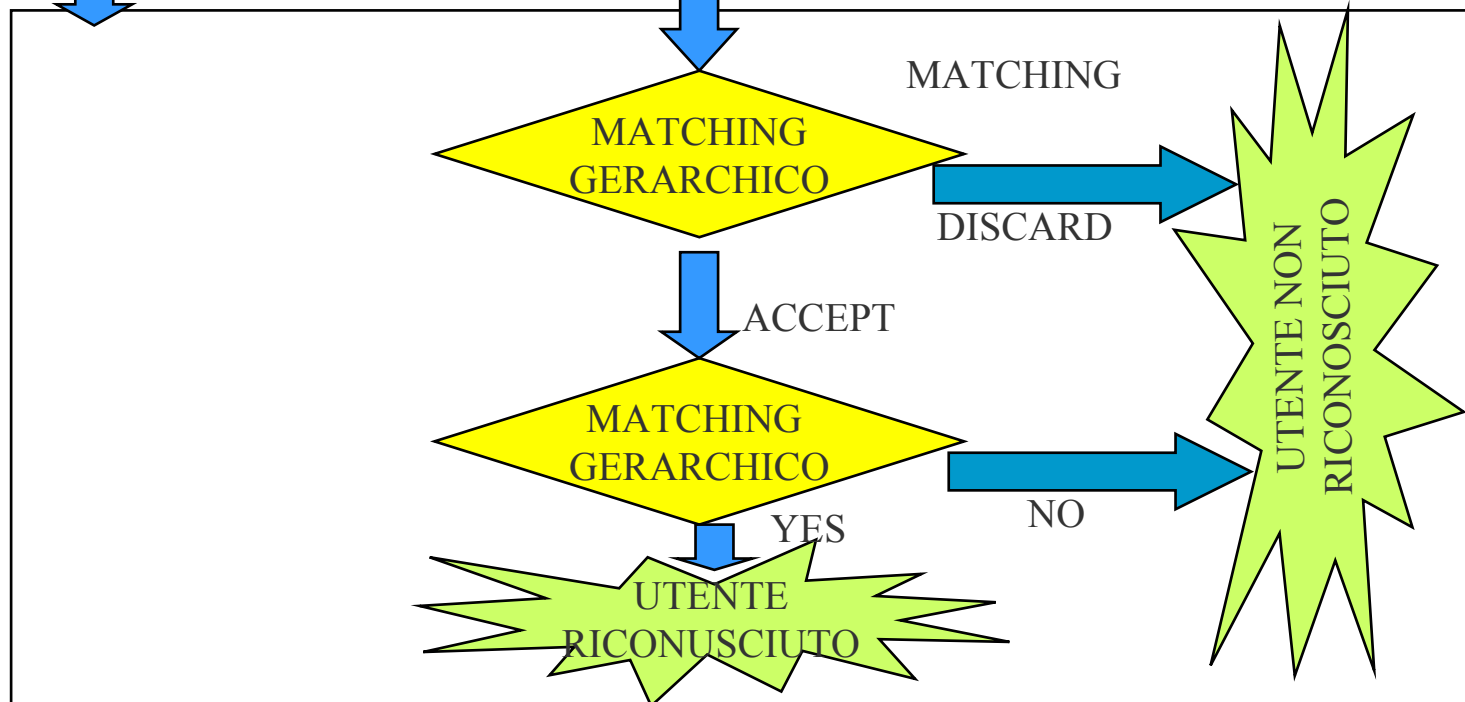 MATCHING
MATCHING
GERARCHICO
DISCARD
ACCEPT
MATCHING
GERARCHICO
NO
YES
UTENTE
RICONUSCIUTO
UTENTE NON
RICONOSCIUTO